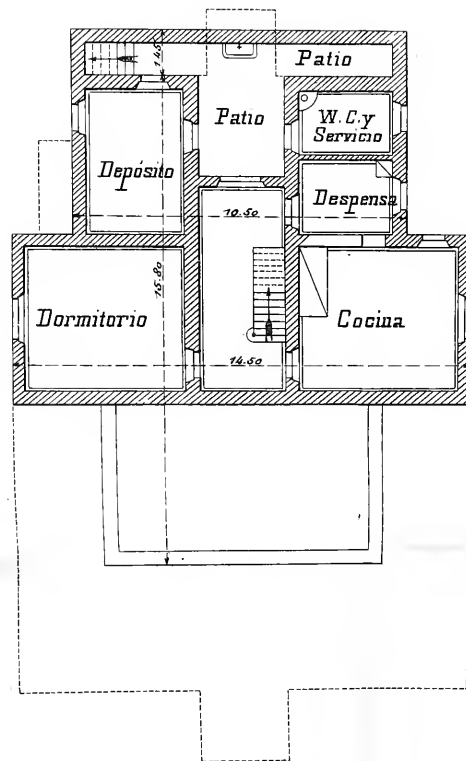 1.45
Patio
Patio
W.C.y
Servicio
Depósito
Despensa
10.50
15.80
Dormitorio
Cocina
14.50